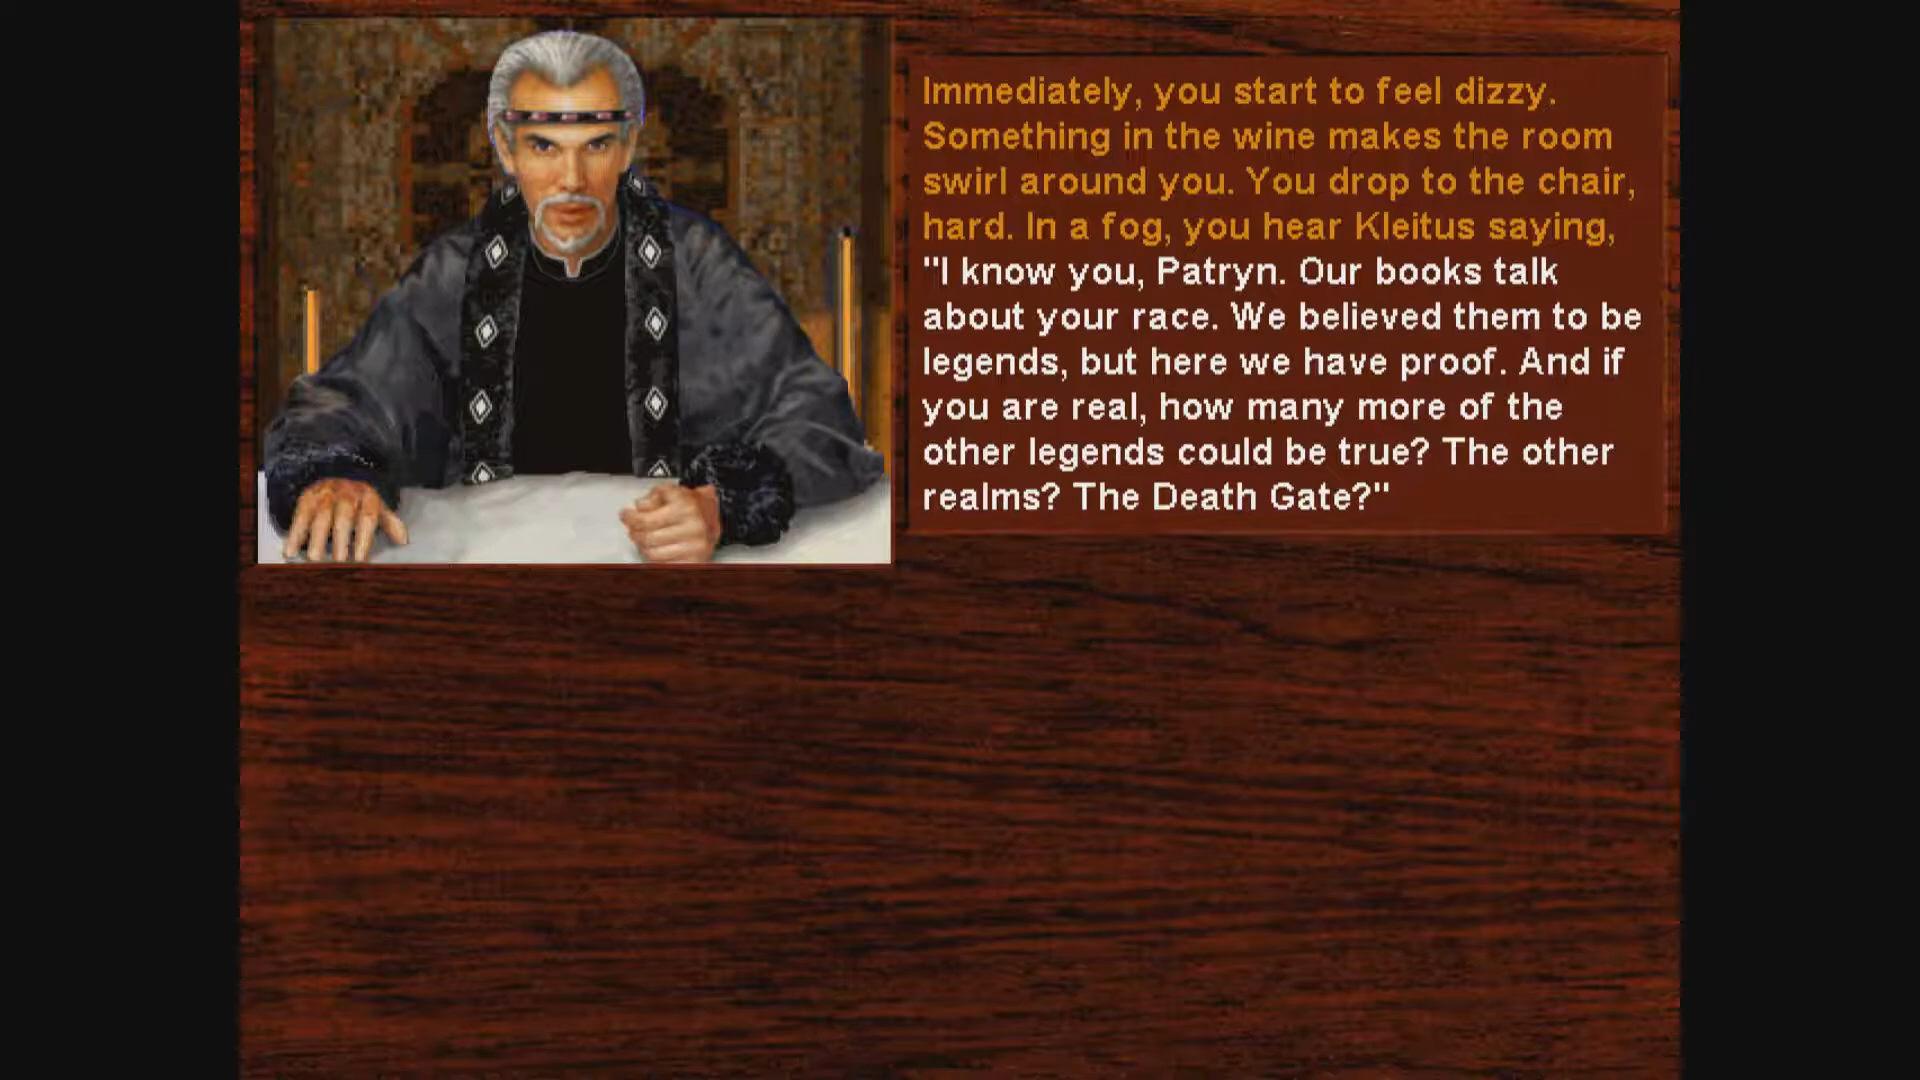 Immediately, you start to feel dizzy.
Something in the wine makes the room
swirl around you. You drop to the chair,
hard. In a fog, you hear Kleitus saying,
"I know you, Patryn. Our books talk
about your race. We believed them to be
legends, but here we have proof. And if
you are real, how many more of the
other legends could be true? The other
realms? The Death Gate?"